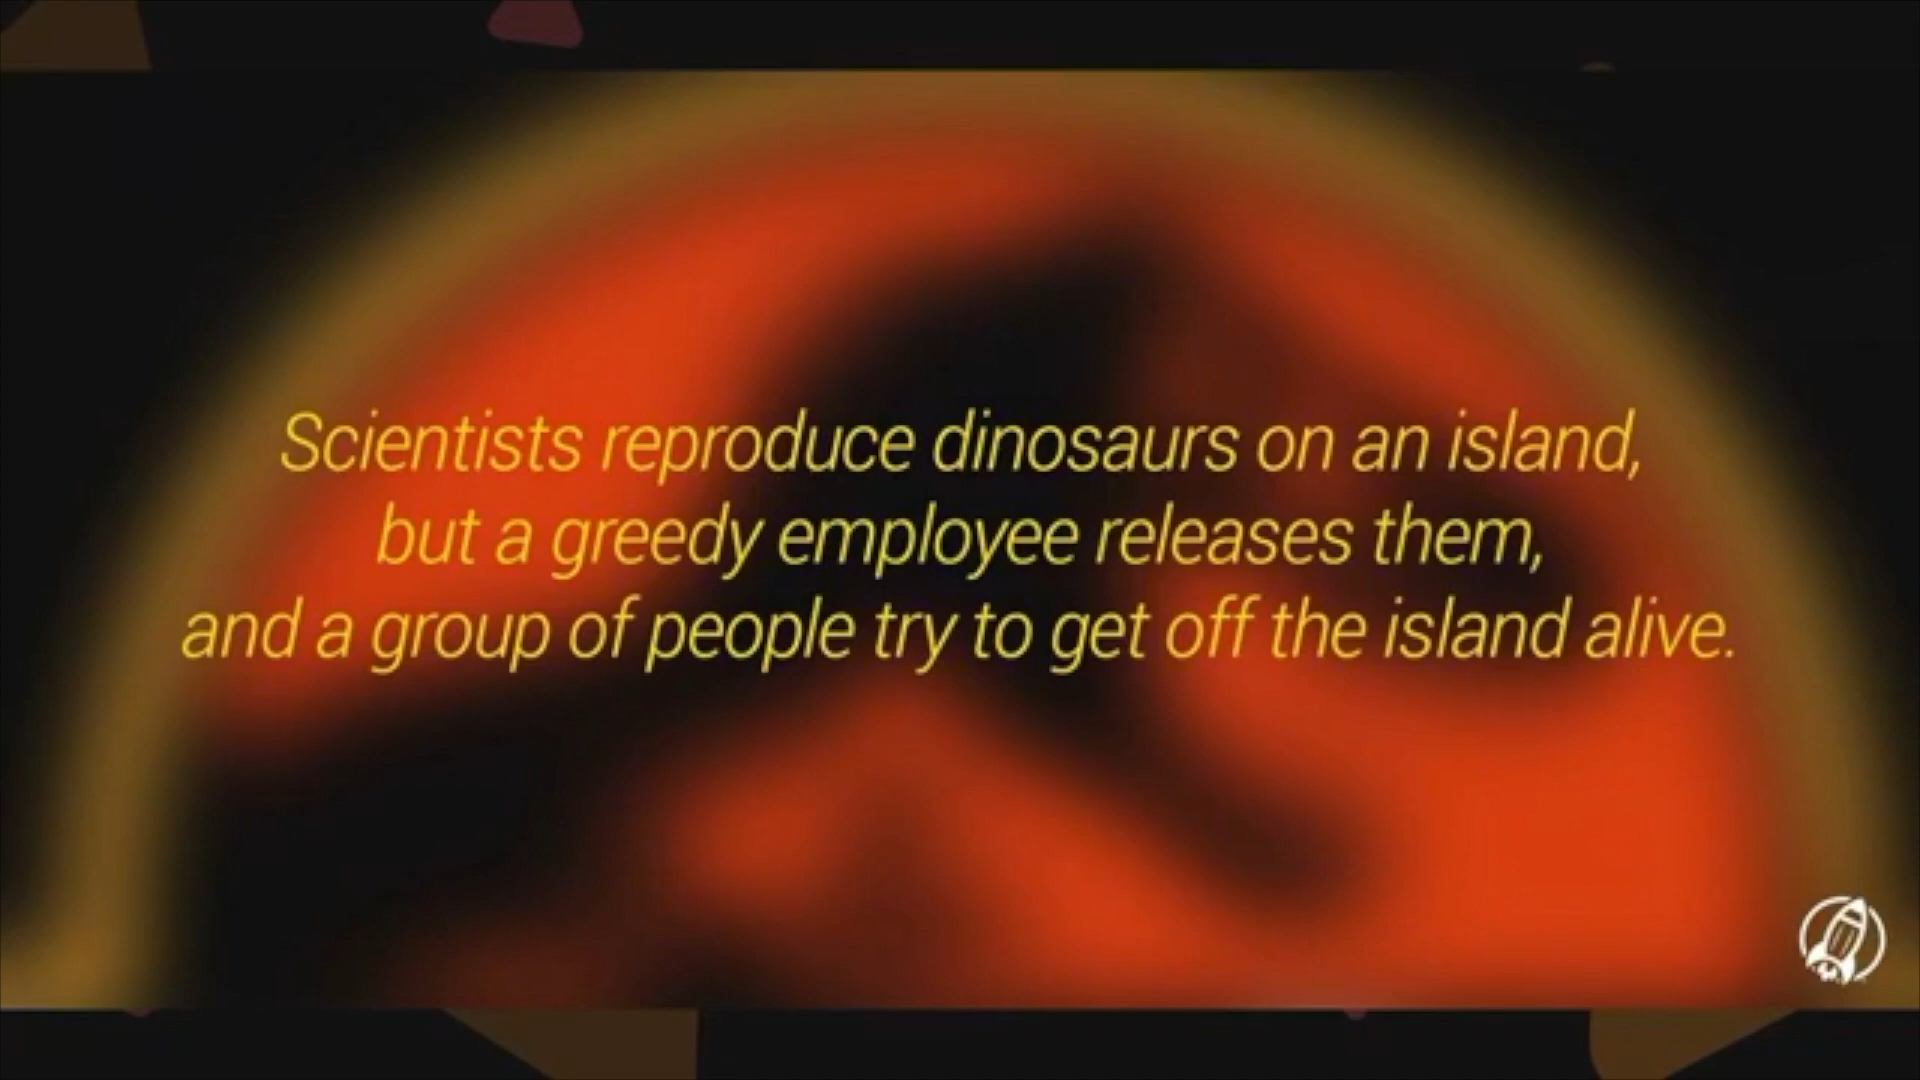 Scientists reproduce dinosaurs on an island,
but a greedy employee releases them,
and a group of people try to get off the island alive.